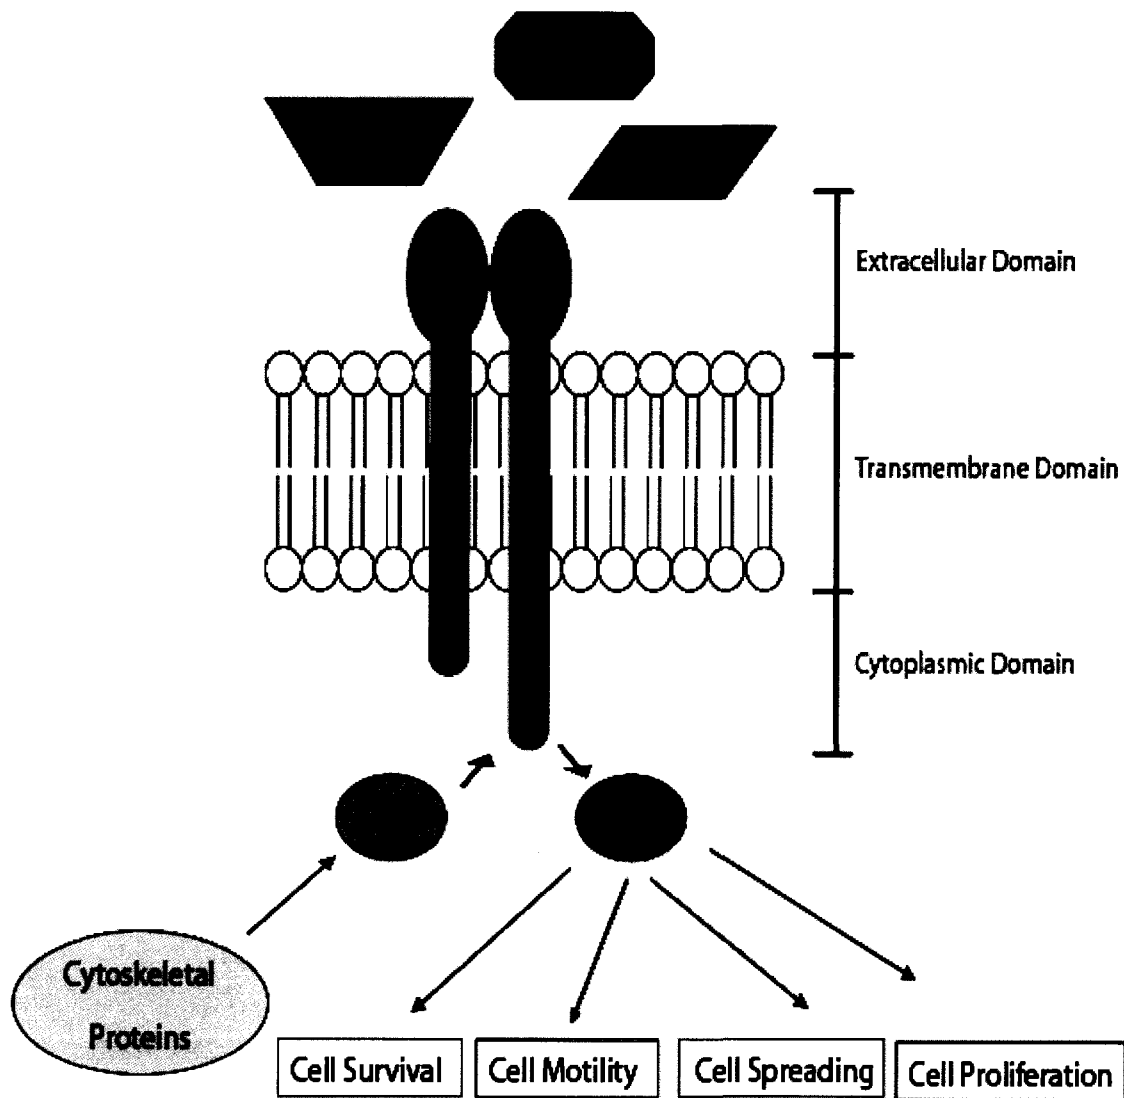 Extracellular Domain
Transmembrane Domain
Cytoplasmic Domain
Cytoskeletal
Proteins
Cell Survival
Cell Motility
Cell Spreading
Cell Proliferation